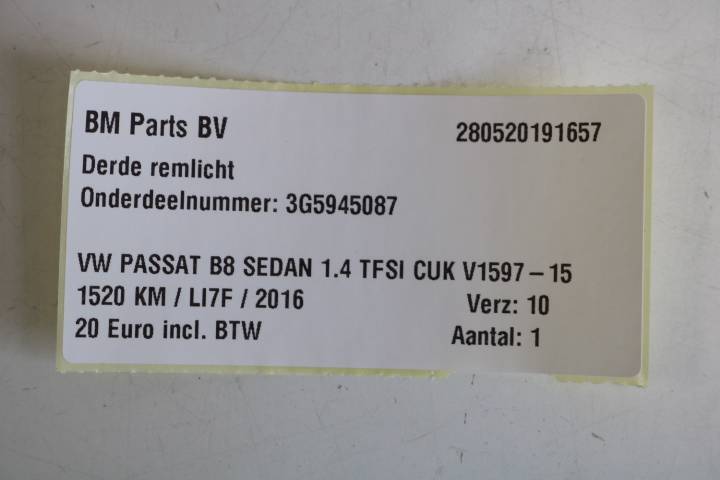 BM Parts BV 280520191657
Derde remlicht
Onderdeelnummer: 3G5945087
VW PASSAT B8 SEDAN 1.4 TFSI CUK V1597 – 15
1520 KM / LI7F / 2016 Verz: 10
20 Euro incl. BTW Aantal: 1